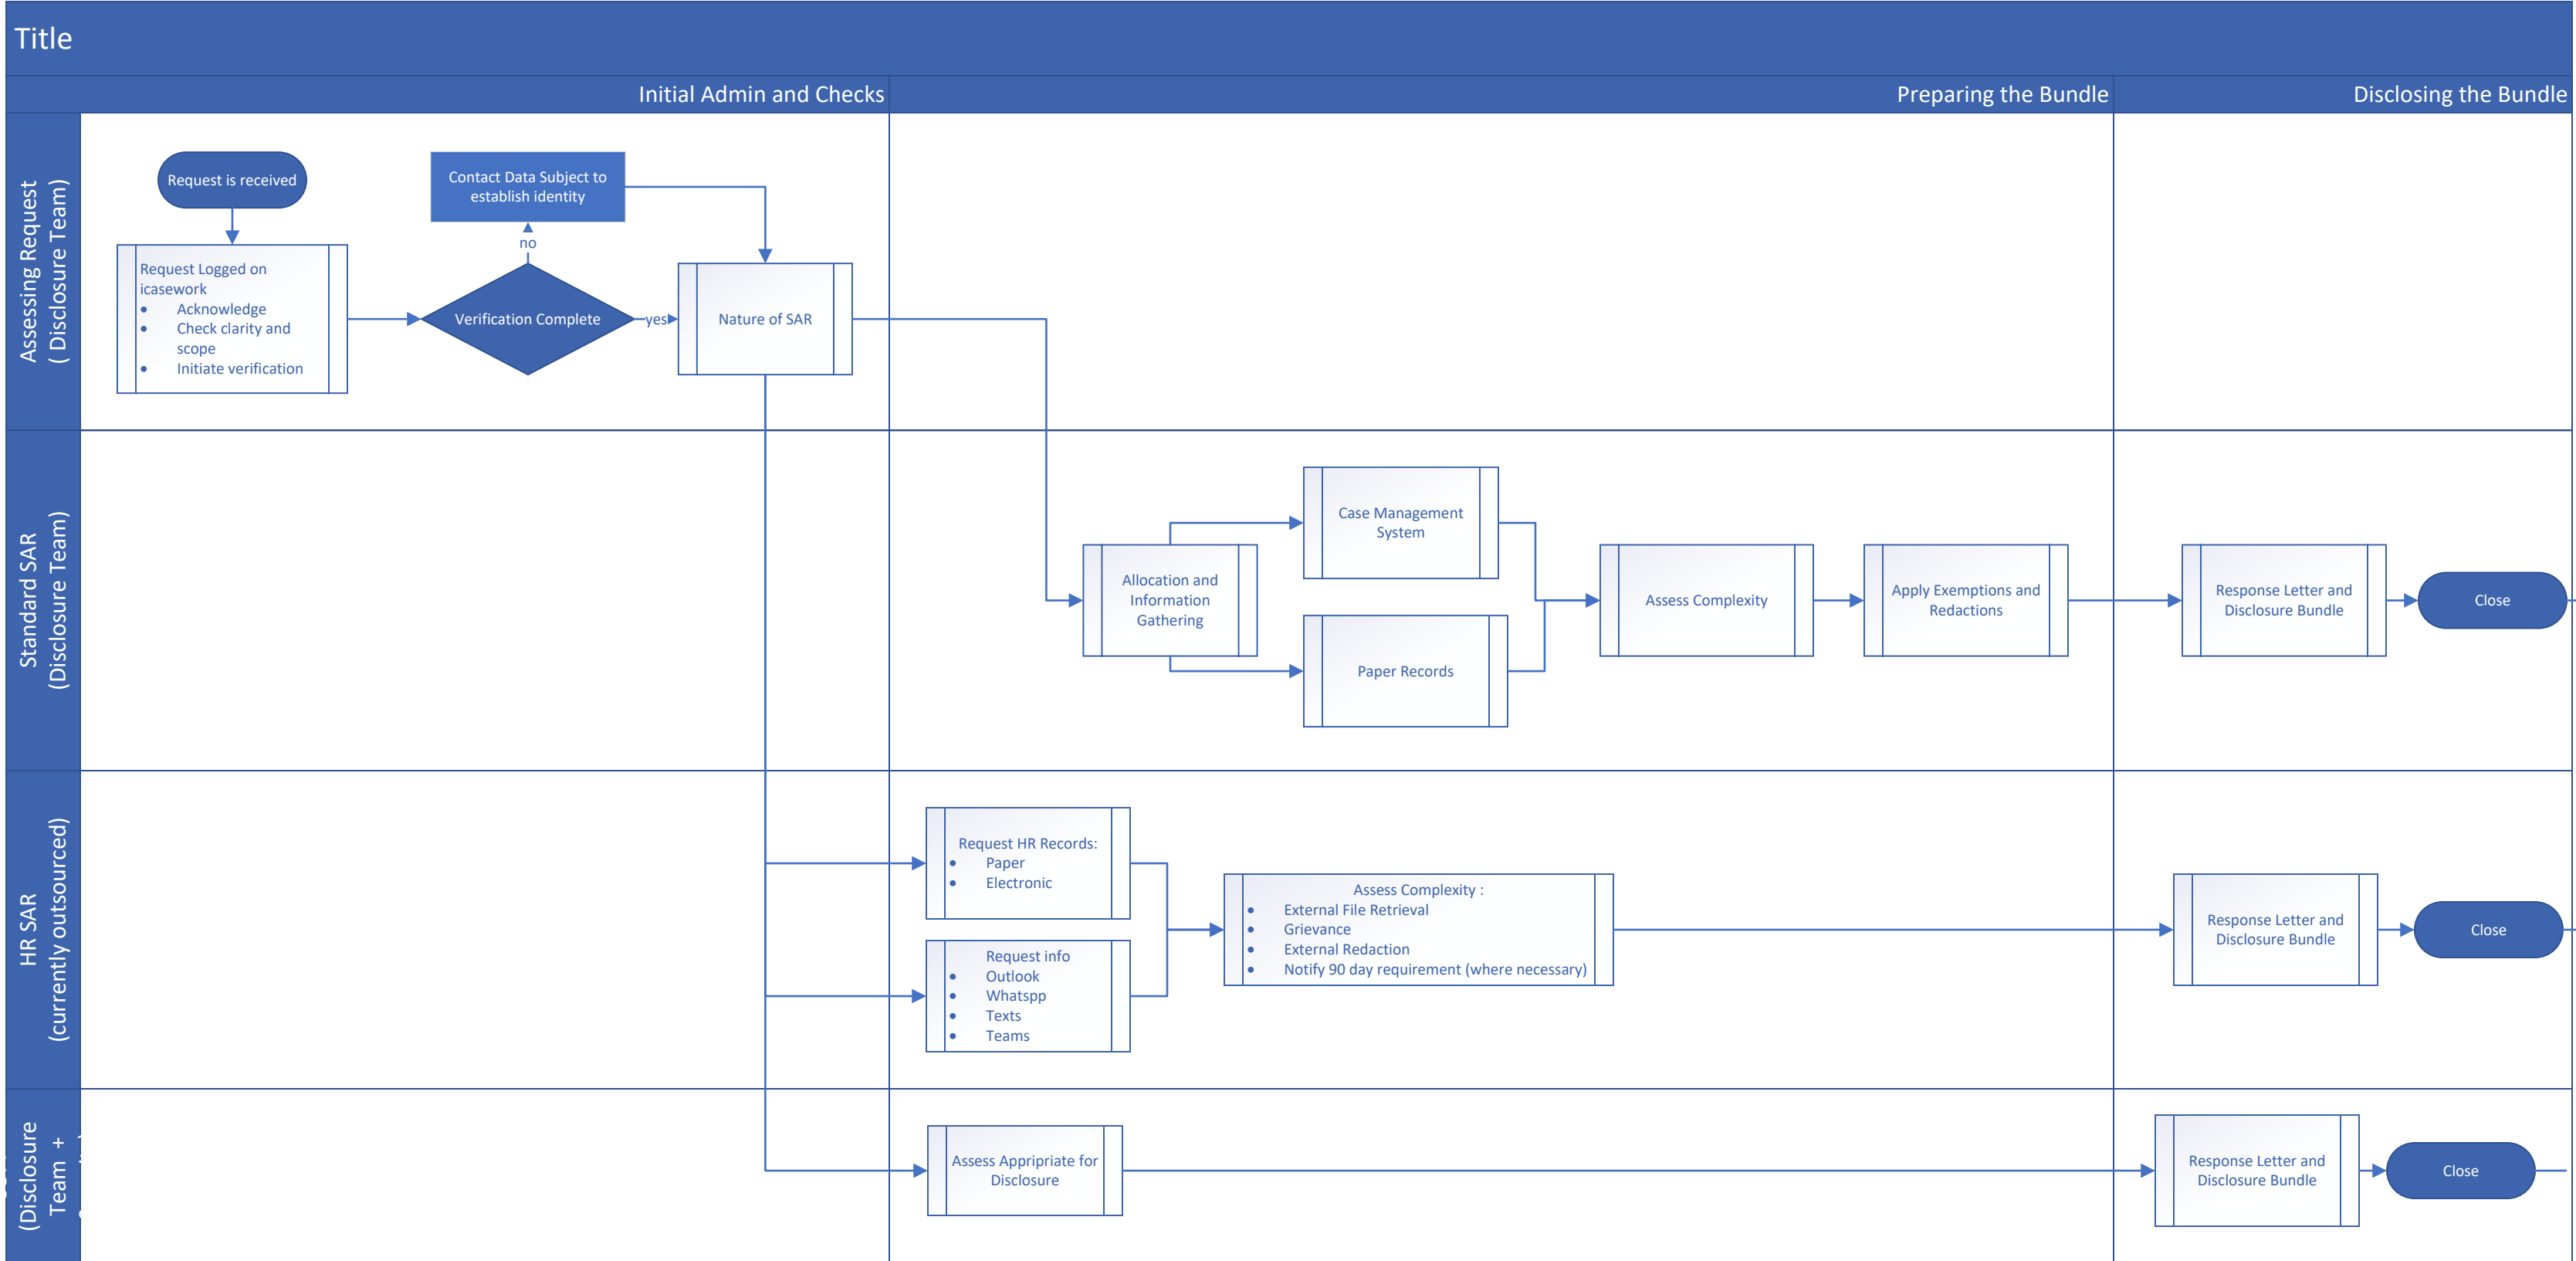 Title
Initial Admin and Checks
Preparing the Bundle
Disclosing the Bundle
Assessing Request
( Disclosure Team)
Request is received
Contact Data Subject to
establish identity
no
Request Logged on
icasework
• Acknowledge
• Check clarity and
scope
• Initiate verification
Verification Complete
yes
Nature of SAR
Standard SAR
(Disclosure Team)
Allocation and
Information
Gathering
Case Management
System
Paper Records
Assess Complexity
Apply Exemptions and
Redactions
Response Letter and
Disclosure Bundle
Close
HR SAR
(currently outsourced)
Request HR Records:
• Paper
• Electronic
Request info
• Outlook
• Whatspp
• Texts
• Teams
Assess Complexity :
• External File Retrieval
• Grievance
• External Redaction
• Notify 90 day requirement (where necessary)
Response Letter and
Disclosure Bundle
Close
(Disclosure
Team +
Assess Appripriate for
Disclosure
Response Letter and
Disclosure Bundle
Close